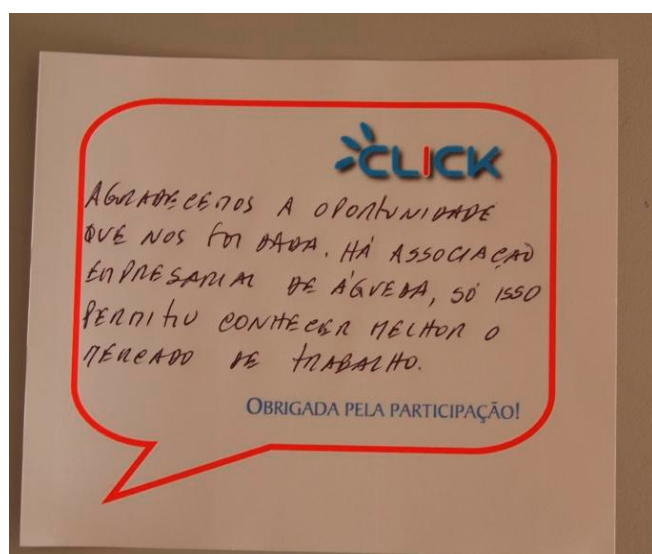 CLICK
AGRADECEMOS A OPORTUNIDADE
QUE NOS FOI DADA. HÁ ASSOCIAÇÃO
EMPRESARIAL DE ÁGUEDA, SÓ ISSO
PERMITIU CONHECER MELHOR O
MERCADO DE TRABALHO.
OBRIGADA PELA PARTICIPAÇÃO!